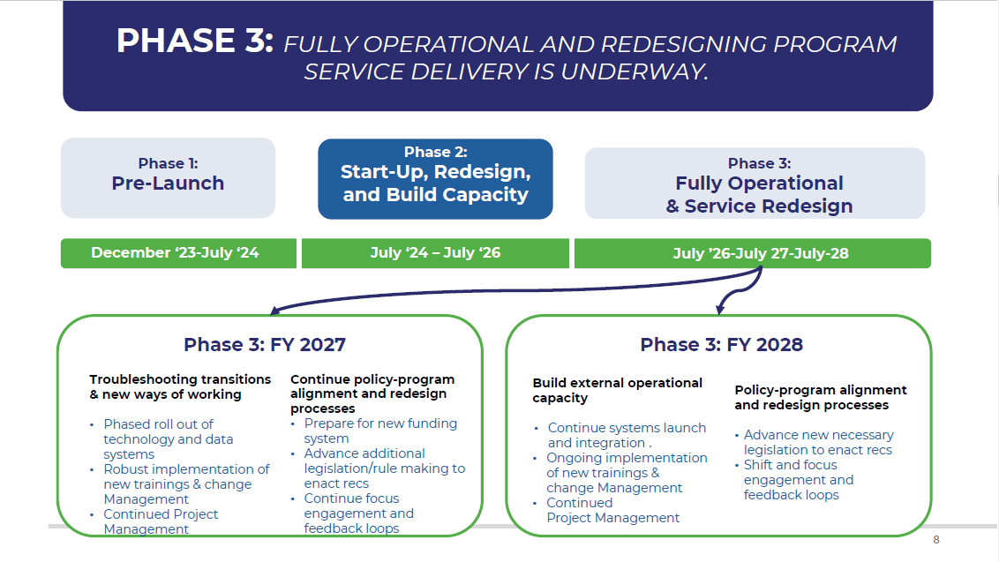 PHASE 3: FULLY OPERATIONAL AND REDESIGNING PROGRAM
SERVICE DELIVERY IS UNDERWAY.
Phase 1:
Pre-Launch
Phase 2:
Start-Up, Redesign,
and Build Capacity
Phase 3:
Fully Operational
& Service Redesign
December ‘23-July ‘24
July ‘24 – July ‘26
July ’26-July 27-July-28
Phase 3: FY 2027
Troubleshooting transitions
& new ways of working
• Phased roll out of
technology and data
systems
• Robust implementation of
new trainings & change
Management
• Continued Project
Management
Continue policy-program
alignment and redesign
processes
• Prepare for new funding
system
• Advance additional
legislation/rule making to
enact recs
• Continue focus
engagement and
feedback loops
Phase 3: FY 2028
Build external operational
capacity
• Continue systems launch
and integration .
• Ongoing implementation
of new trainings &
change Management
• Continued
Project Management
Policy-program alignment
and redesign processes
• Advance new necessary
legislation to enact recs
• Shift and focus
engagement and
feedback loops
8